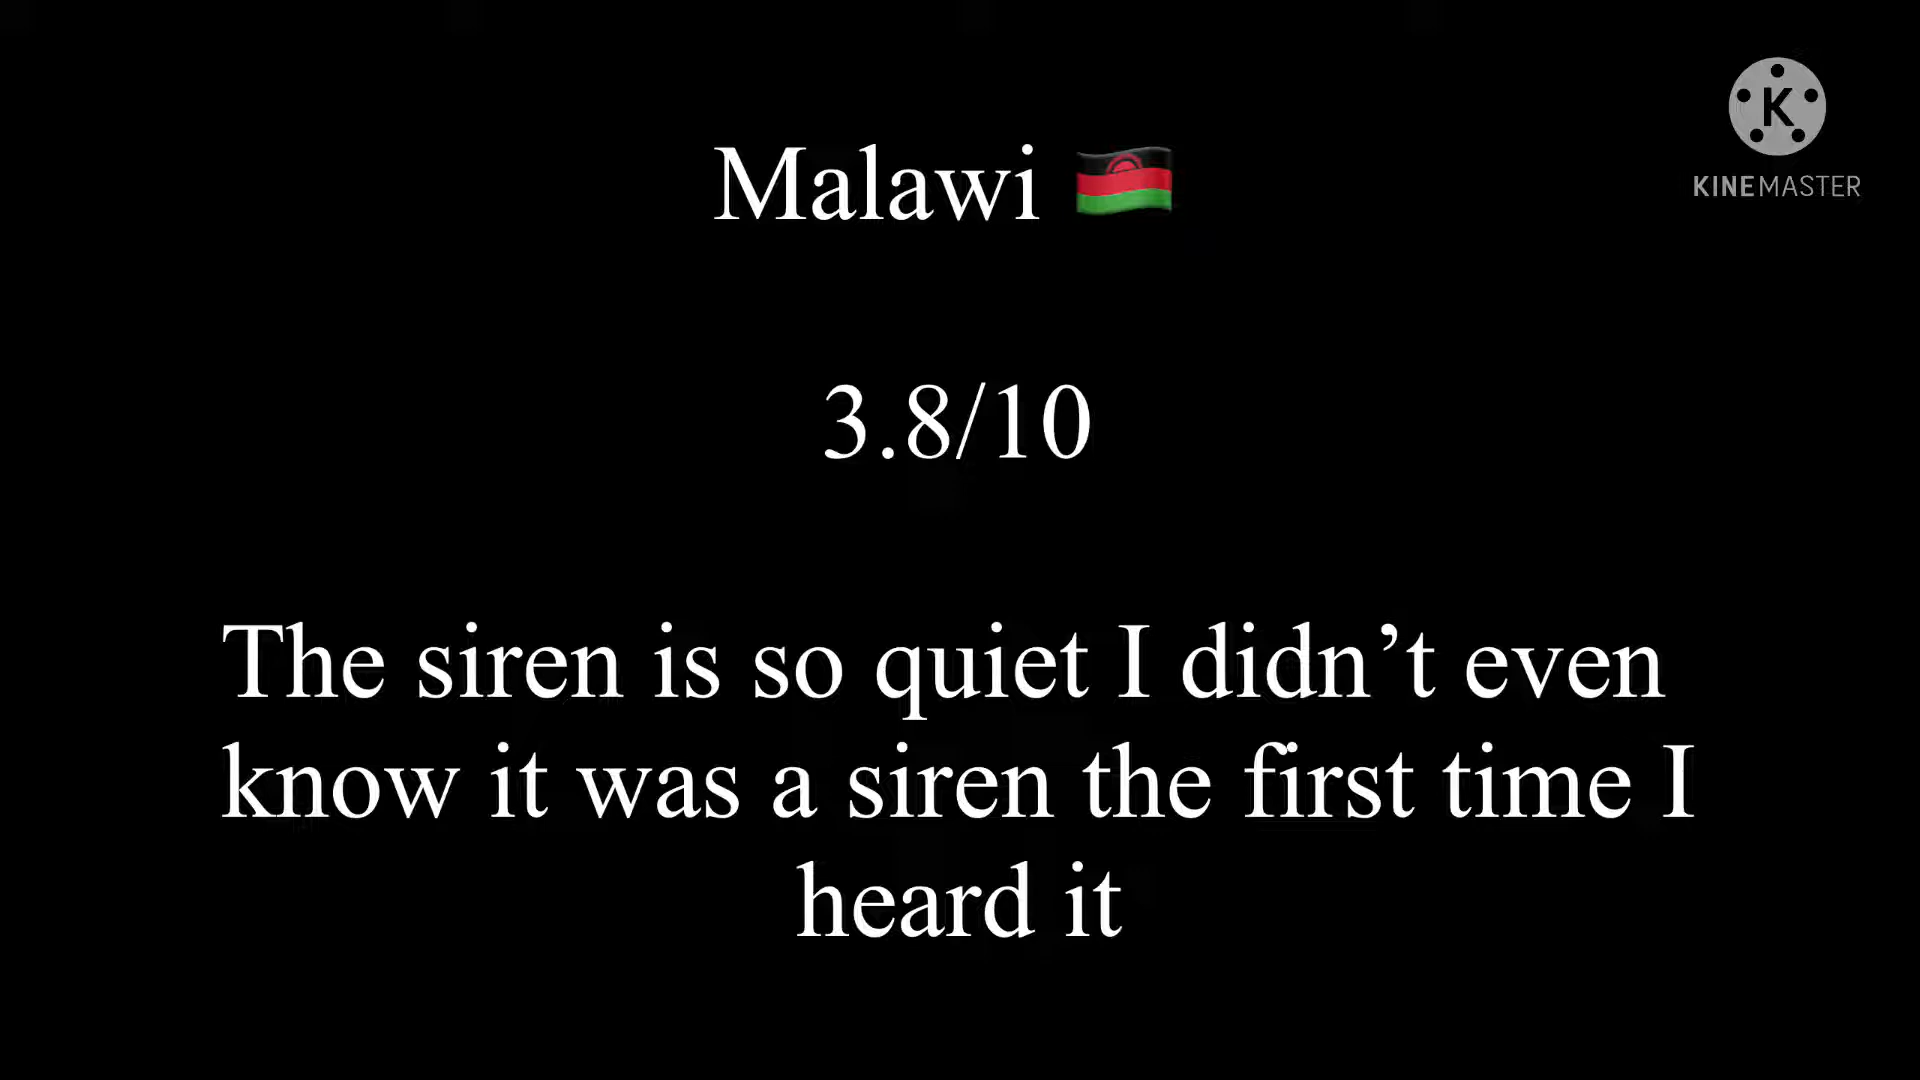 Malawi 🇲🇼
K
KINEMASTER
3.8/10
The siren is so quiet I didn’t even
know it was a siren the first time I
heard it